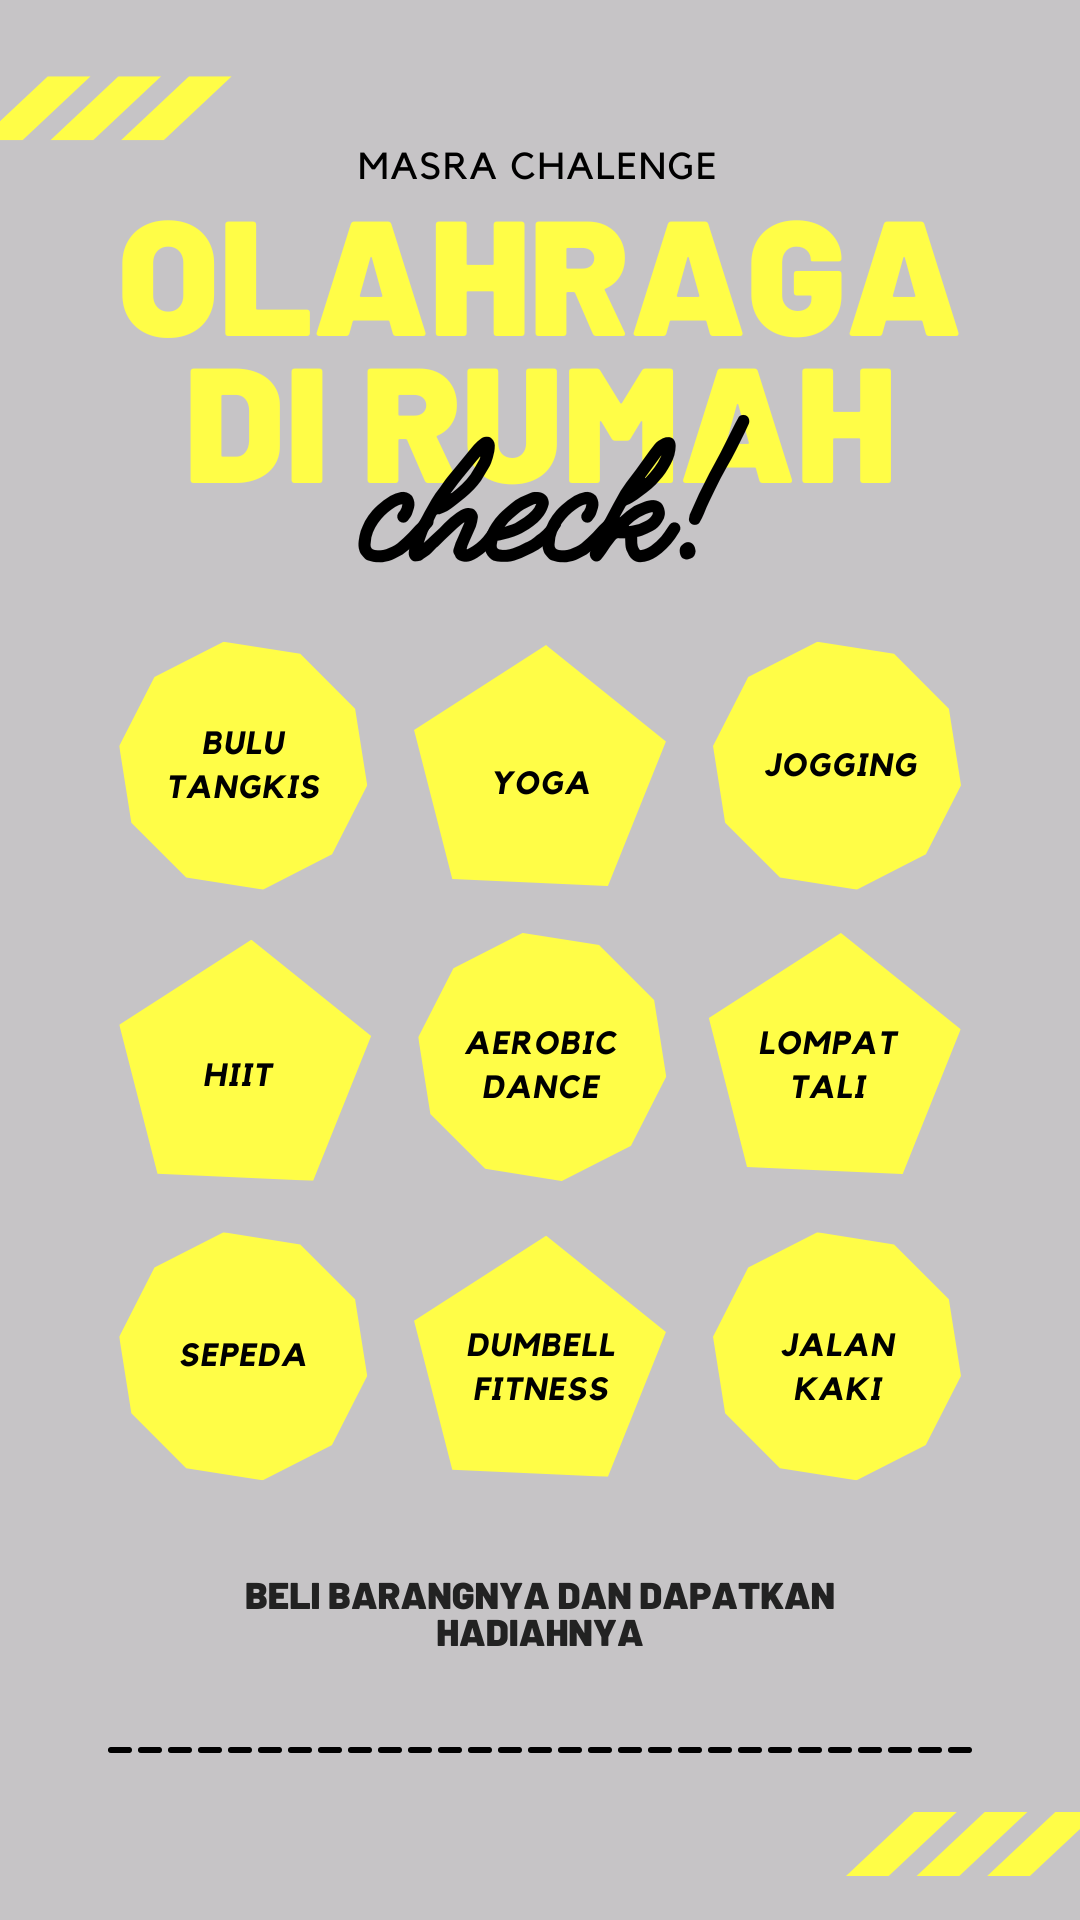 MASRA CHALENGE
OLAHRAGA
DI RUMAH
check!
BULU
TANGKIS
YOGA
JOGGING
HIIT
AEROBIC
DANCE
LOMPAT
TALI
SEPEDA
DUMBELL
FITNESS
JALAN
KAKI
BELI BARANGNYA DAN DAPATKAN
HADIAHNYA